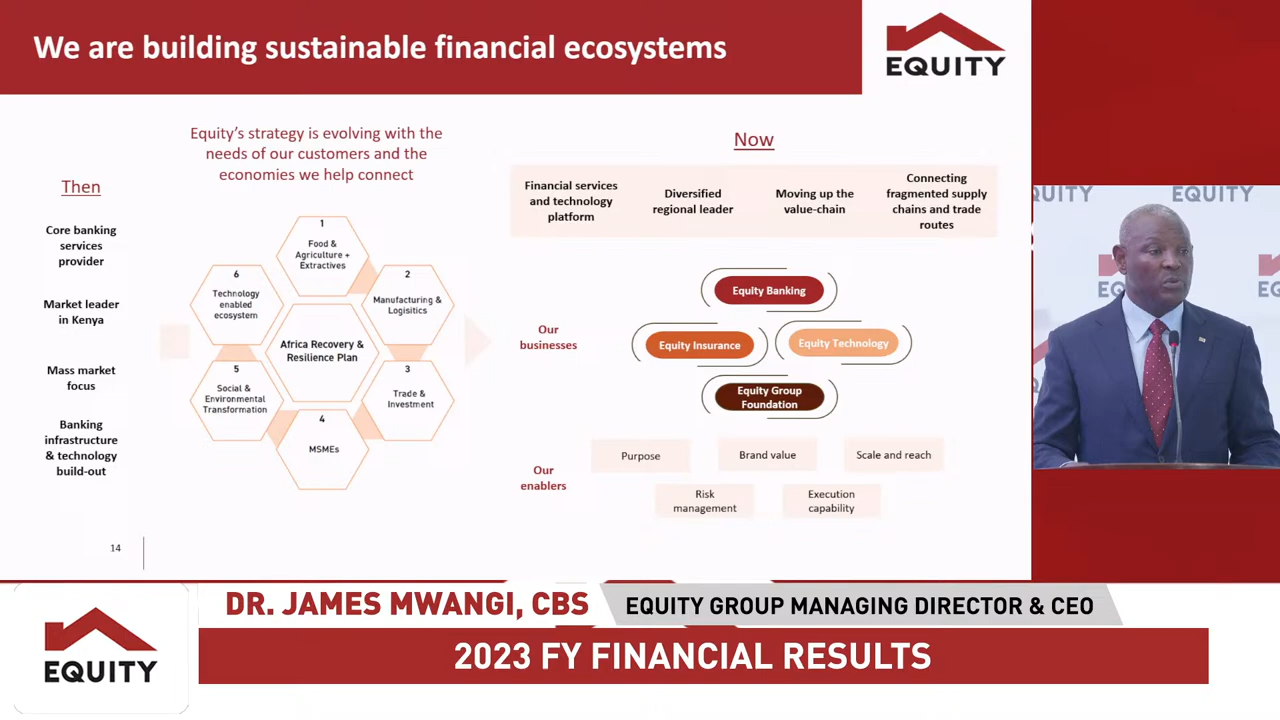 We are building sustainable financial ecosystems
EQUITY
Equity's strategy is evolving with the
needs of our customers and the
economies we help connect
Then
Core banking
services
provider
Market leader
in Kenya
Mass market
focus
Banking
infrastructure
& technology
build-out
1
Food &
Agriculture +
Extractives
2
Manufacturing &
Logisitics
3
Trade &
Investment
4
MSMEs
5
Social &
Environmental
Transformation
6
Technology
enabled
ecosystem
Africa Recovery &
Resilience Plan
Now
Financial services
and technology
platform
Diversified
regional leader
Moving up the
value-chain
Connecting
fragmented supply
chains and trade
routes
Our
businesses
Equity Banking
Equity Insurance
Equity Technology
Equity Group
Foundation
Our
enablers
Purpose
Brand value
Scale and reach
Risk
management
Execution
capability
14
UITY
EQUITY
EQ
EQUITY
DR. JAMES MWANGI, CBS
EQUITY GROUP MANAGING DIRECTOR & CEO
2023 FY FINANCIAL RESULTS